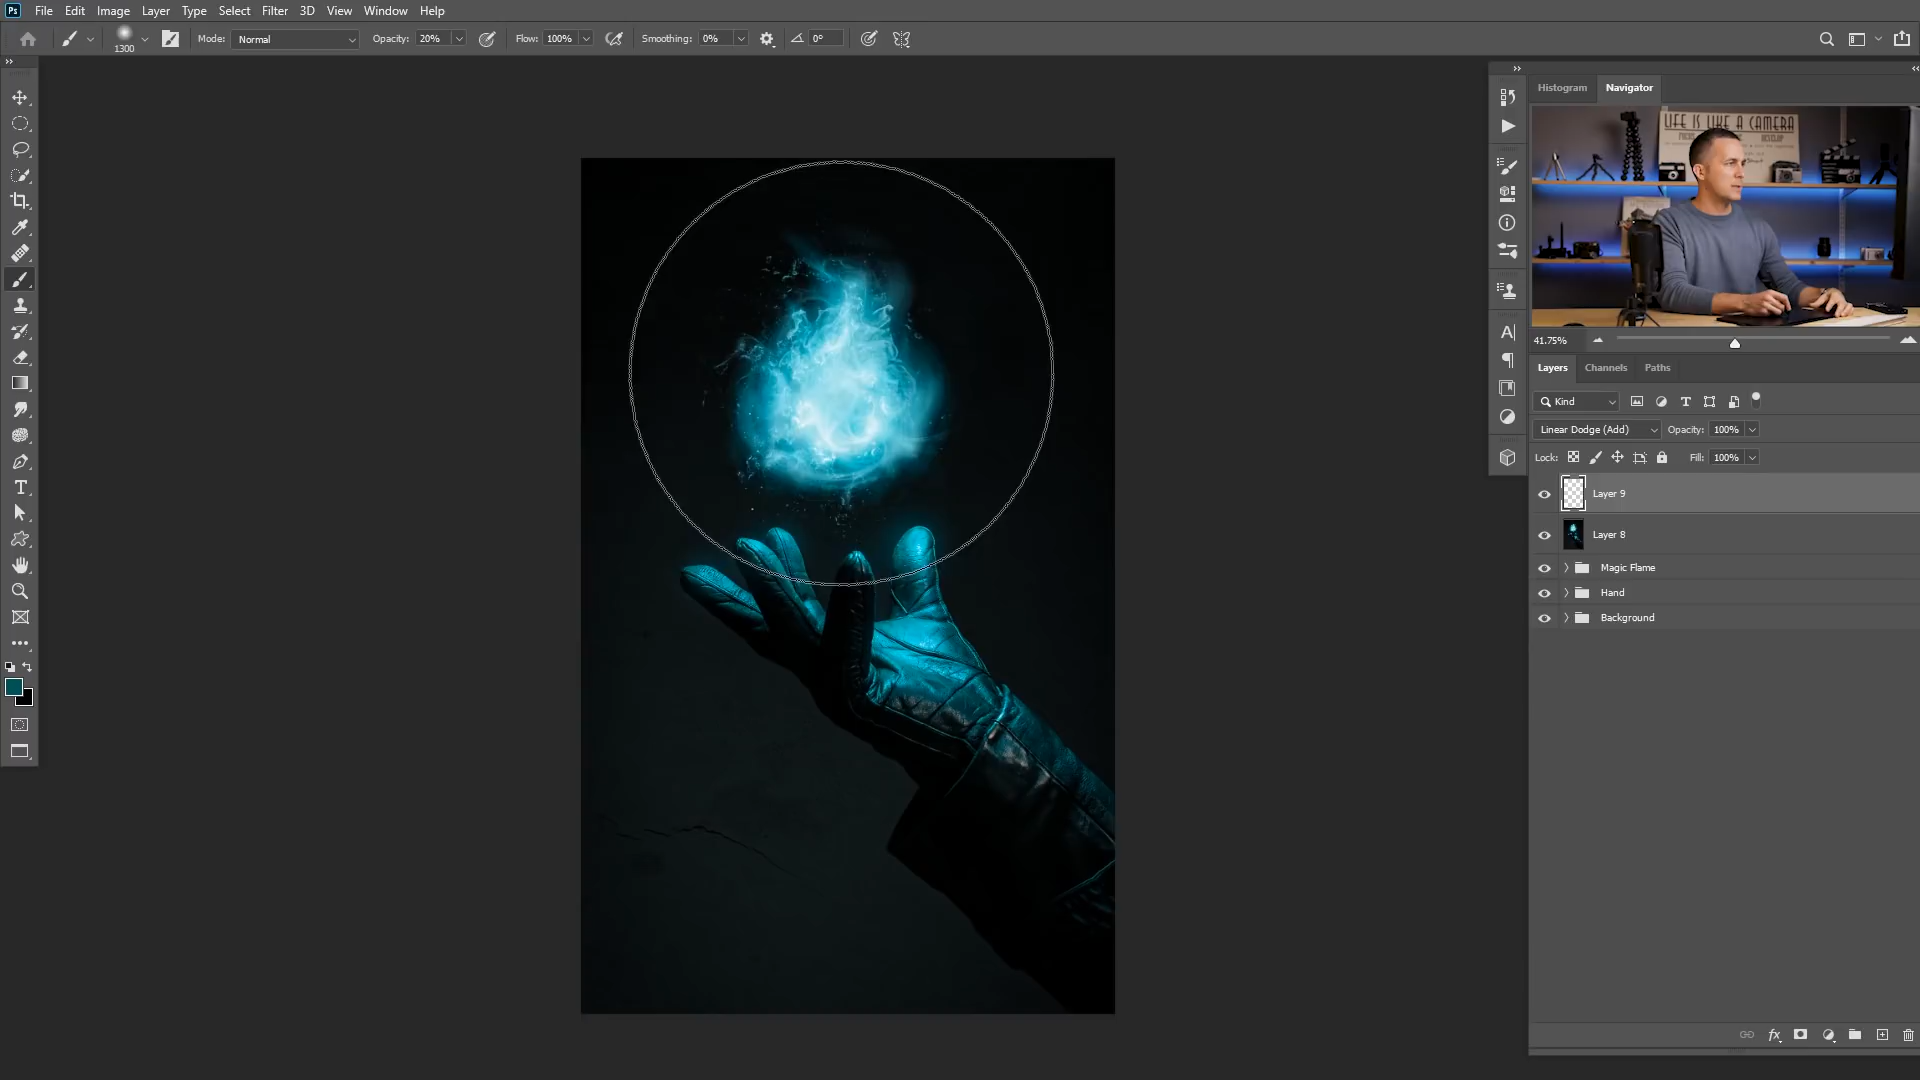 Ps File Edit Image Layer Type Select Filter 3D View Window Help
1300 Mode: Normal Opacity: 20% Flow: 100% Smoothing: 0% 0°
Histogram Navigator
LIFE IS LIKE A CAMERA
41.75%
Layers Channels Paths
Kind
Linear Dodge (Add) Opacity: 100%
Lock: Fill: 100%
Layer 9
Layer 8
Magic Flame
Hand
Background
fx